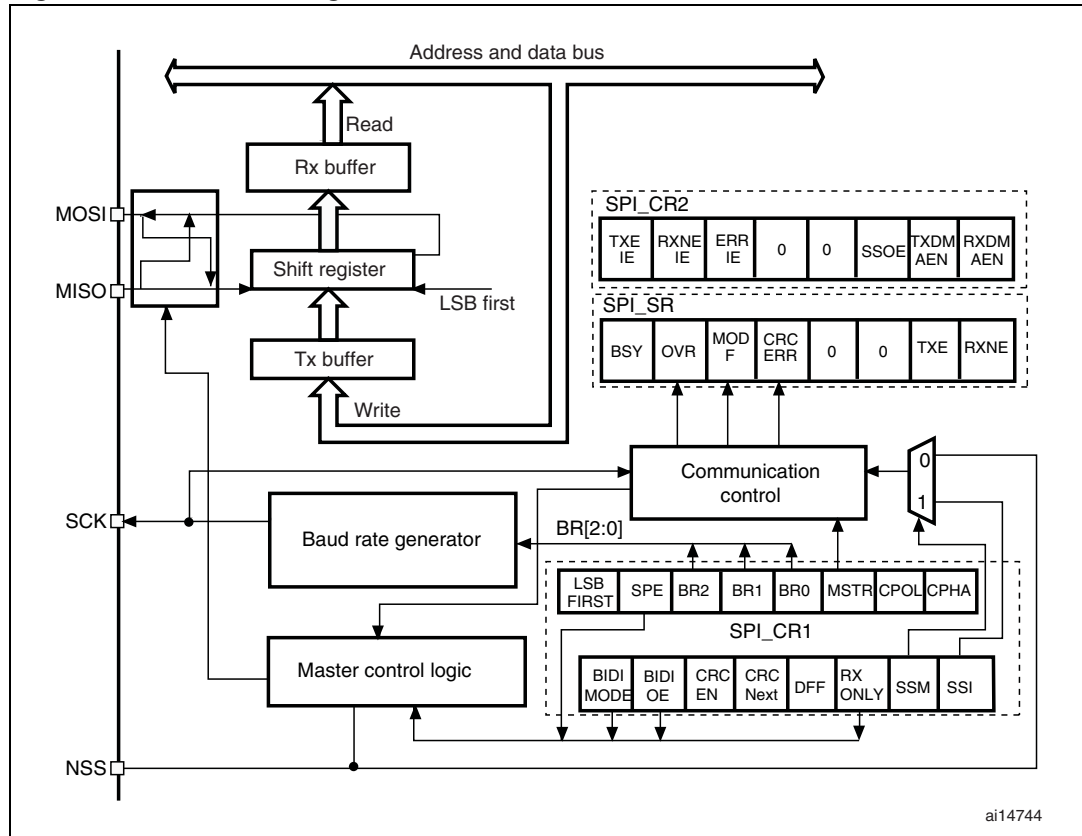 Address and data bus
Read
Rx buffer
MOSI
Shift register
MISO
LSB first
Tx buffer
Write
SPI_CR2
TXE IE
RXNE IE
ERR IE
0
0
SSOE
TXDM AEN
RXDM AEN
SPI_SR
BSY
OVR
MOD F
CRC ERR
0
0
TXE
RXNE
Communication control
0
1
SCK
Baud rate generator
BR[2:0]
LSB FIRST
SPE
BR2
BR1
BR0
MSTR
CPOL
CPHA
SPI_CR1
Master control logic
BIDI MODE
BIDI OE
CRC EN
CRC Next
DFF
RX ONLY
SSM
SSI
NSS
ai14744